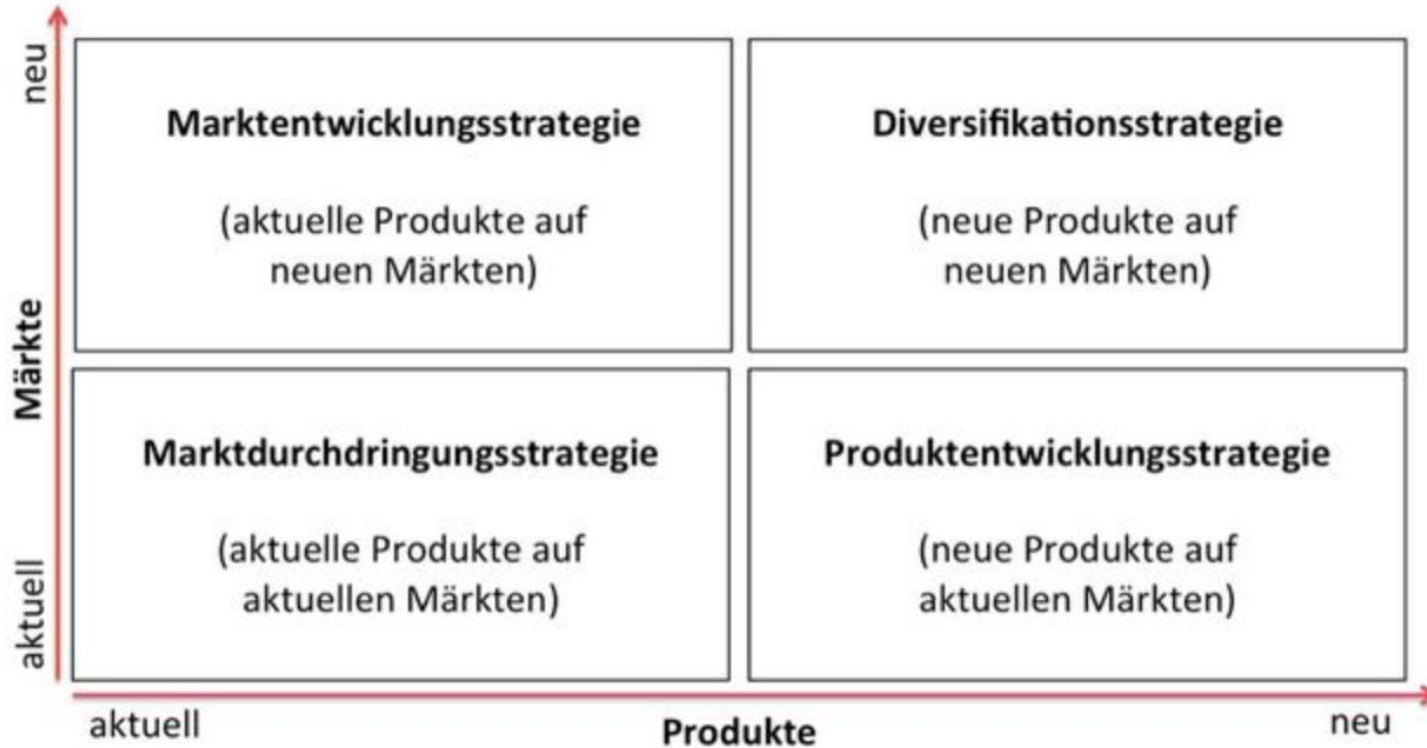 neu
Marktentwicklungsstrategie
(aktuelle Produkte auf
neuen Märkten)
Diversifikationsstrategie
(neue Produkte auf
neuen Märkten)
Märkte
Marktdurchdringungsstrategie
(aktuelle Produkte auf
aktuellen Märkten)
Produktentwicklungsstrategie
(neue Produkte auf
aktuellen Märkten)
aktuell
aktuell
Produkte
neu